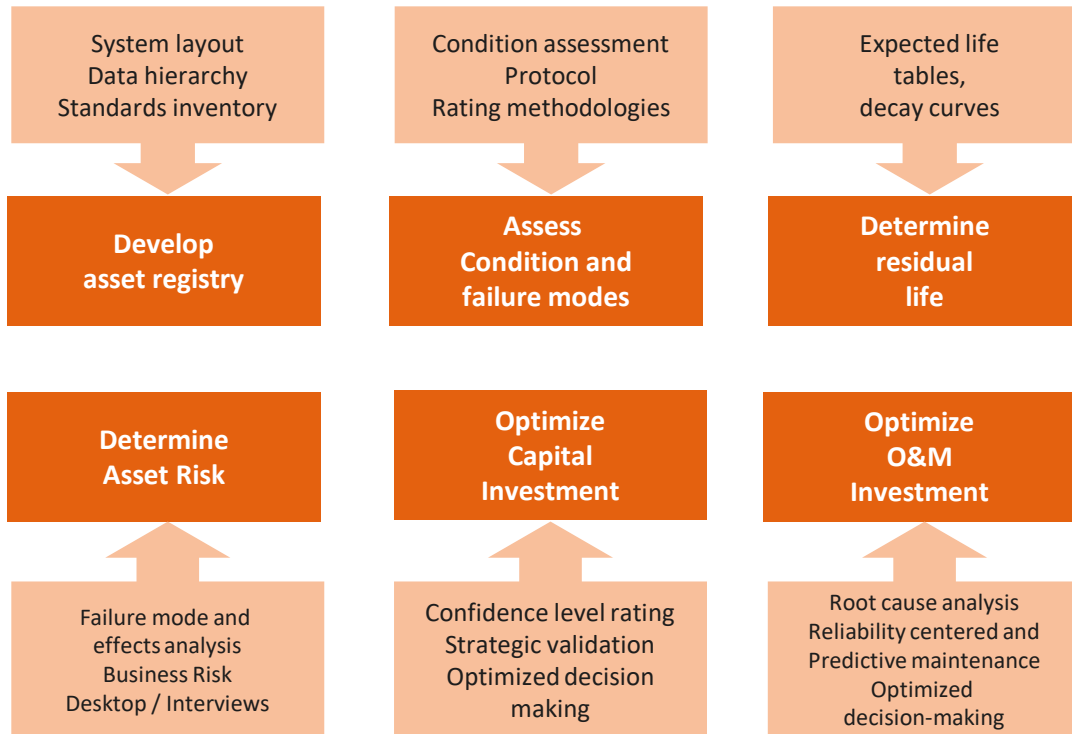 System layout
Data hierarchy
Standards inventory
Condition assessment
Protocol
Rating methodologies
Expected life
tables,
decay curves
Develop
asset registry
Assess
Condition and
failure modes
Determine
residual
life
Determine
Asset Risk
Optimize
Capital
Investment
Optimize
O&M
Investment
Failure mode and
effects analysis
Business Risk
Desktop / Interviews
Confidence level rating
Strategic validation
Optimized decision
making
Root cause analysis
Reliability centered and
Predictive maintenance
Optimized
decision-making